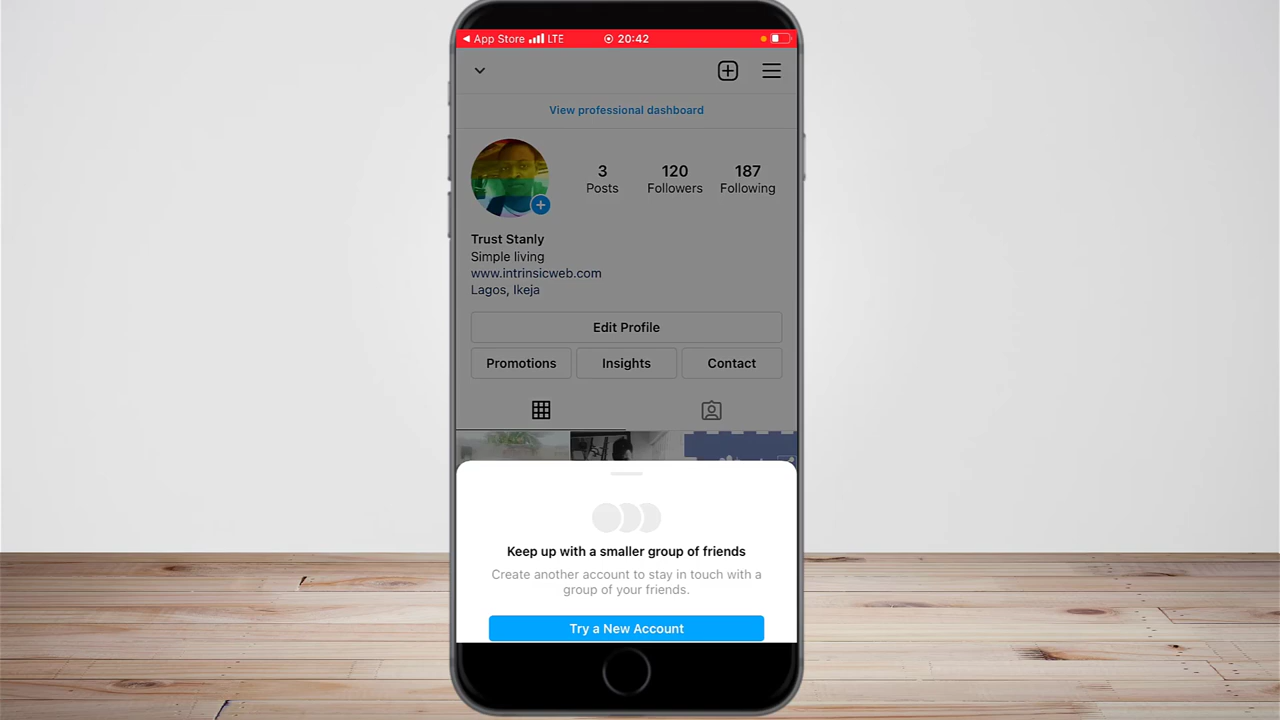 App Store LTE 20:42
View professional dashboard
3 120 187
Posts Followers Following
Trust Stanly
Simple living
www.intrinsicweb.com
Lagos, Ikeja
Edit Profile
Promotions Insights Contact
Keep up with a smaller group of friends
Create another account to stay in touch with a
group of your friends.
Try a New Account